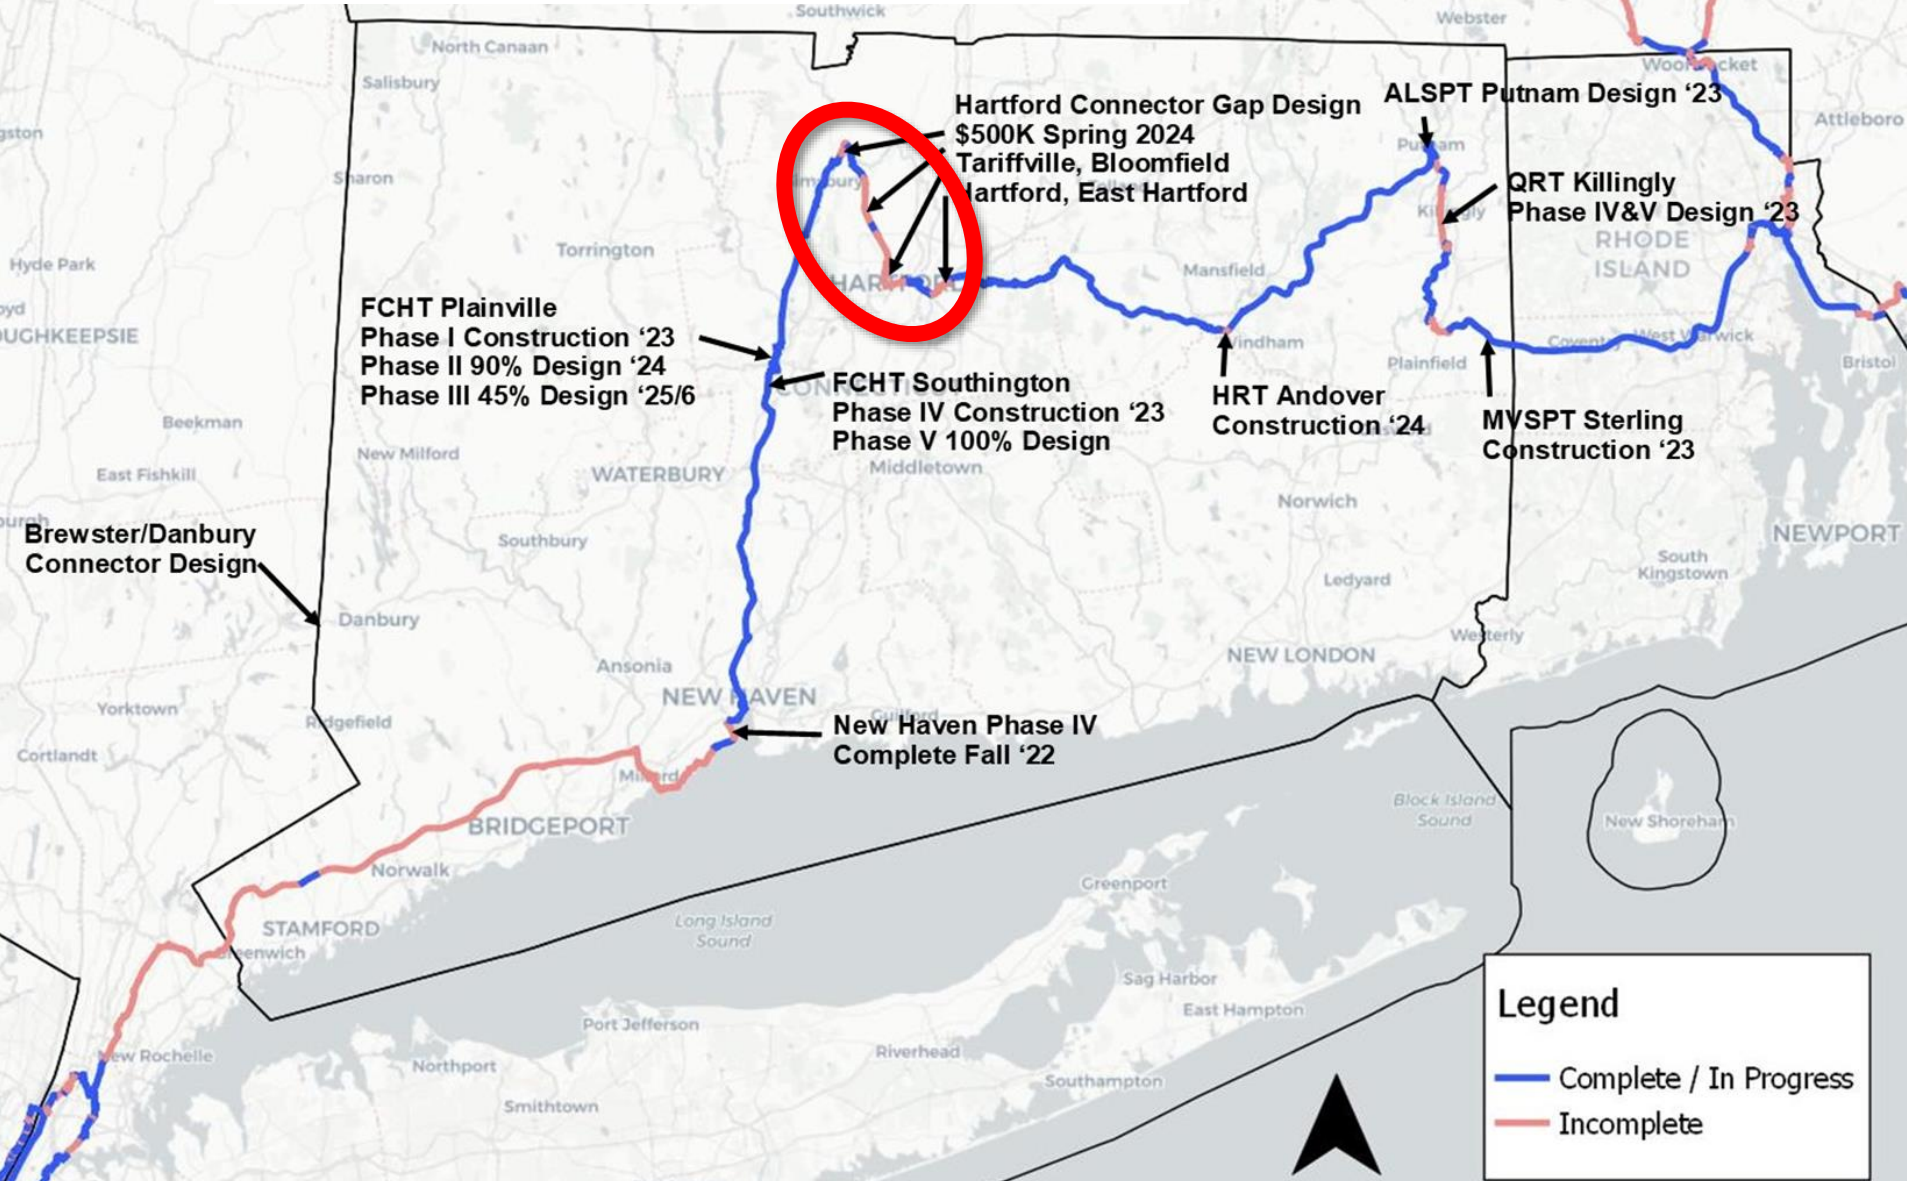 Southwick
Webster
North Canaan
Salisbury
Hartford Connector Gap Design
$500K Spring 2024
Tariffville, Bloomfield
Hartford, East Hartford
ALSPT Putnam Design ‘23
Attleboro
Putnam
QRT Killingly
Phase IV&V Design ‘23
RHODE
ISLAND
Sharon
Torrington
Hyde Park
Mansfield
HARTFORD
FCHT Plainville
Phase I Construction ‘23
Phase II 90% Design ‘24
Phase III 45% Design ‘25/6
FCHT Southington
Phase IV Construction ‘23
Phase V 100% Design
CONNECTICUT
Windham
HRT Andover
Construction ‘24
Plainfield
Coventry
West Warwick
Bristol
MVSPT Sterling
Construction ‘23
Beekman
New Milford
WATERBURY
Middletown
East Fishkill
Norwich
Brewster/Danbury
Connector Design
Southbury
NEWPORT
South
Kingstown
Ledyard
Danbury
Westerly
Ansonia
NEW LONDON
NEW HAVEN
Yorktown
Ridgefield
Guilford
New Haven Phase IV
Complete Fall ‘22
Cortlandt
Milford
BRIDGEPORT
Block Island
Sound
New Shoreham
Norwalk
Greenport
STAMFORD
Greenwich
Long Island
Sound
Sag Harbor
East Hampton
Port Jefferson
New Rochelle
Northport
Riverhead
Southampton
Smithtown
Legend
Complete / In Progress
Incomplete